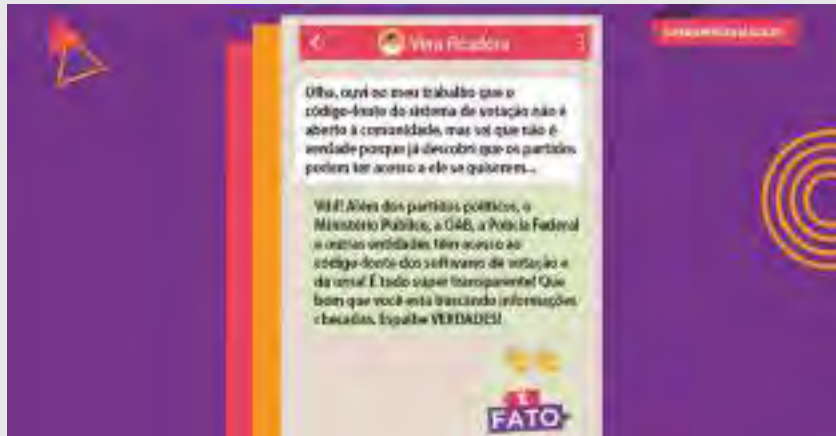 Vera
Olha, ouvi no meu trabalho que o
código-fonte do sistema de votação não é
aberto à comunidade, mas sei que não é
verdade porque já descobri que os partidos
podem ter acesso a ele se quiserem...
Além dos partidos políticos, o
Ministério Público, a OAB, a Polícia Federal
e outras entidades têm acesso ao
código-fonte dos softwares de votação e
da urna! É tudo super transparente! Que
bom que você está buscando informações
checadas. Espalhe VERDADES!
É
FATO